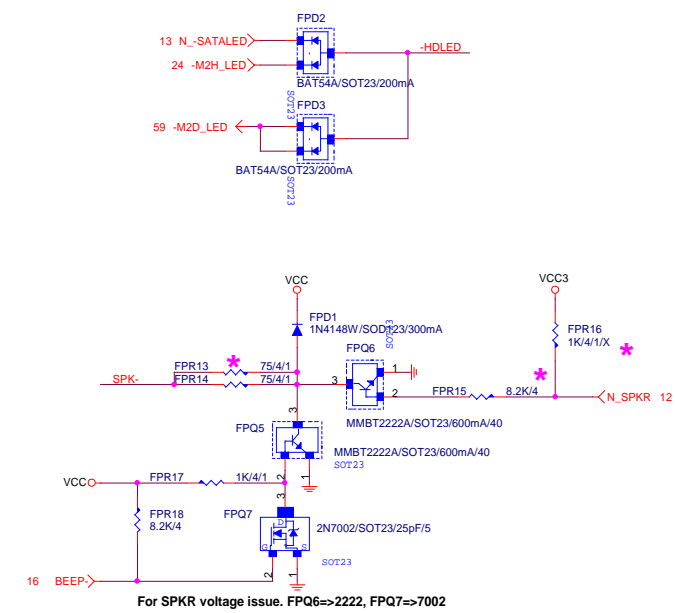 FPD2
13 N_-SATALED
-HDLED
24 -M2H_LED
BAT54A/SOT23/200mA
SOT23
FPD3
59 -M2D_LED
BAT54A/SOT23/200mA
SOT23
VCC
VCC3
FPD1
1N4148W/SOD123/300mA
SOT23
FPR16
1K/4/1/X
FPQ6
*
*
*
FPR13
75/4/1
SPK-
FPR14
75/4/1
3
1
2
FPR15
8.2K/4
N_SPKR 12
3
MMBT2222A/SOT23/600mA/40
FPQ5
MMBT2222A/SOT23/600mA/40
SOT23
2
1
VCC
FPR17
1K/4/1
3
FPR18
8.2K/4
FPQ7
D
2N7002/SOT23/25pF/5
G
S
SOT23
2
1
16 BEEP-
For SPKR voltage issue. FPQ6=>2222, FPQ7=>7002